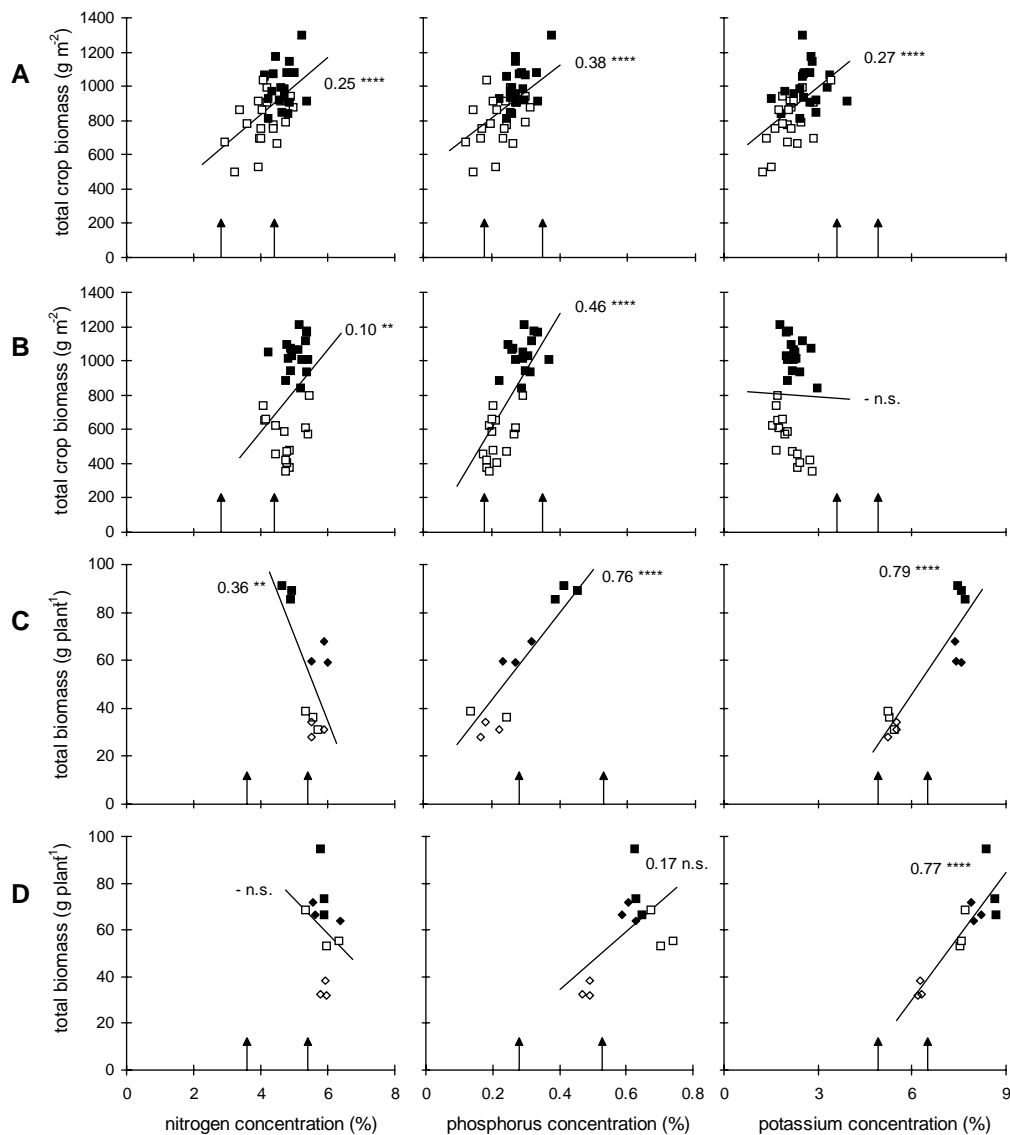 A
total crop biomass (g m-2)
1400
1200
1000
800
600
400
200
0
0.25 ****
0.38 ****
0.27 ****
B
total crop biomass (g m-2)
1400
1200
1000
800
600
400
200
0
0.10 **
0.46 ****
- n.s.
C
total biomass (g plant-1)
100
80
60
40
20
0
0.36 **
0.76 ****
0.79 ****
D
total biomass (g plant-1)
100
80
60
40
20
0
- n.s.
0.17 n.s.
0.77 ****
0 2 4 6 8
0 0.2 0.4 0.6 0.8
0 3 6 9
nitrogen concentration (%)
phosphorus concentration (%)
potassium concentration (%)